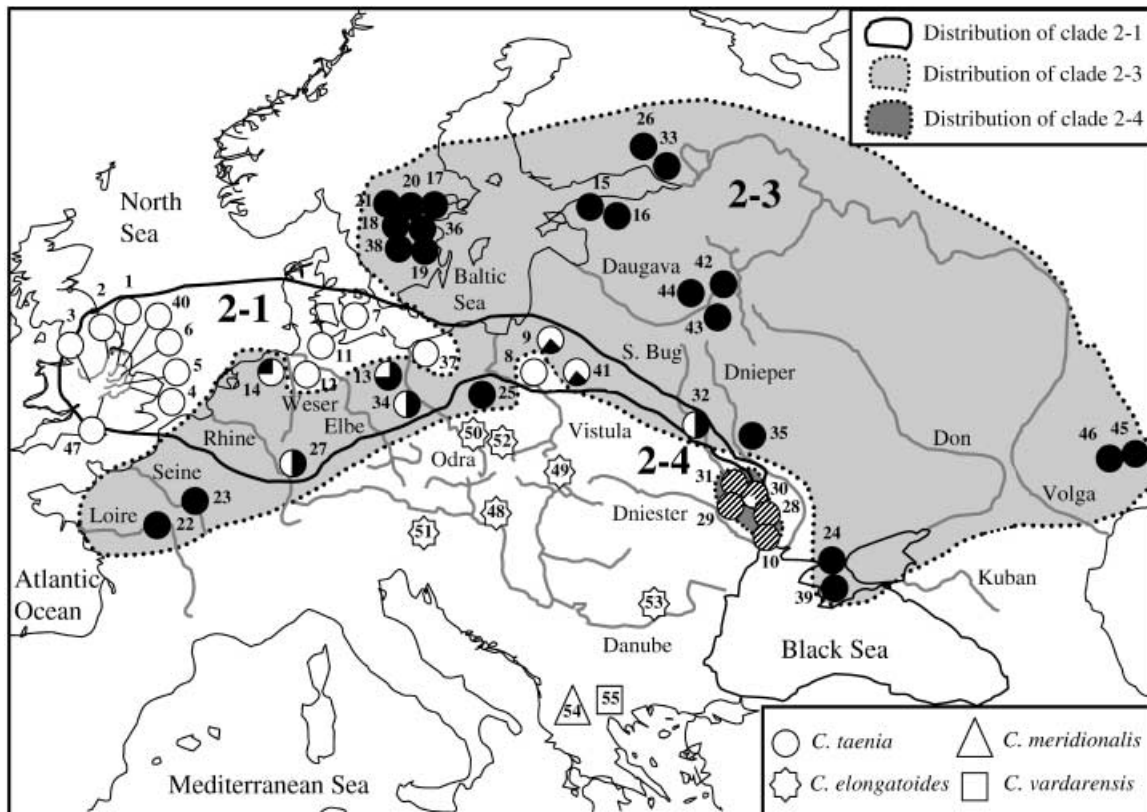 Distribution of clade 2-1
Distribution of clade 2-3
Distribution of clade 2-4
North
Sea
26
33
20
17
21
18
36
38
19
15
16
2-3
Baltic
Sea
Daugava
42
44
43
2
1
40
3
6
5
4
47
2-1
7
11
12
37
13
14
34
Weser
Elbe
Rhine
27
9
8
41
25
S. Bug
Dnieper
32
35
Don
46
45
Volga
Seine
23
Loire
22
50
52
Odra
Vistula
49
48
51
2-4
31
30
28
29
10
Dniester
24
39
Kuban
Atlantic
Ocean
53
Danube
Black Sea
54
55
Mediterranean Sea
C. taenia
C. meridionalis
C. elongatoides
C. vardarensis